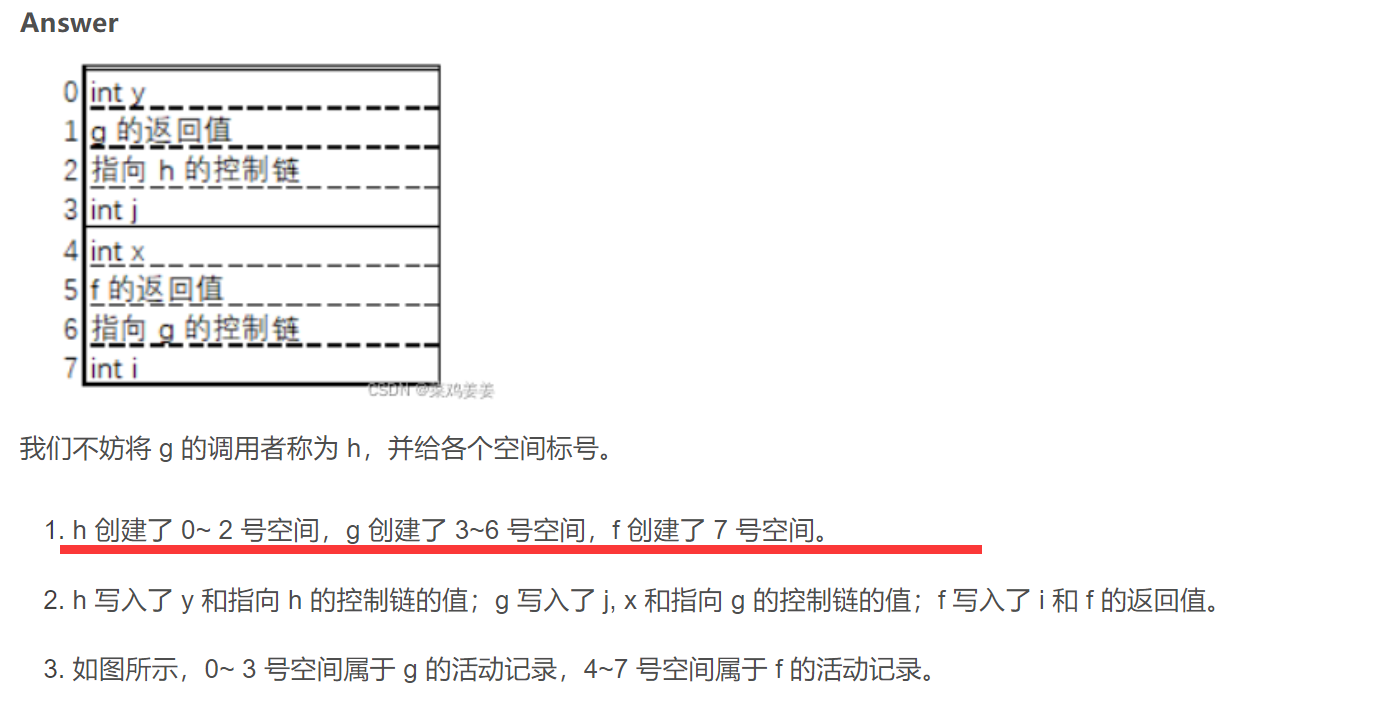 Answer
0 int y
1 g 的返回值
2 指向 h 的控制链
3 int j
4 int x
5 f 的返回值
6 指向 g 的控制链
7 int i
CSDN @菜鸡姜姜
我们不妨将 g 的调用者称为 h，并给各个空间标号。
1. h 创建了 0~ 2 号空间，g 创建了 3~6 号空间，f 创建了 7 号空间。
2. h 写入了 y 和指向 h 的控制链的值；g 写入了 j, x 和指向 g 的控制链的值；f 写入了 i 和 f 的返回值。
3. 如图所示，0~ 3 号空间属于 g 的活动记录，4~7 号空间属于 f 的活动记录。